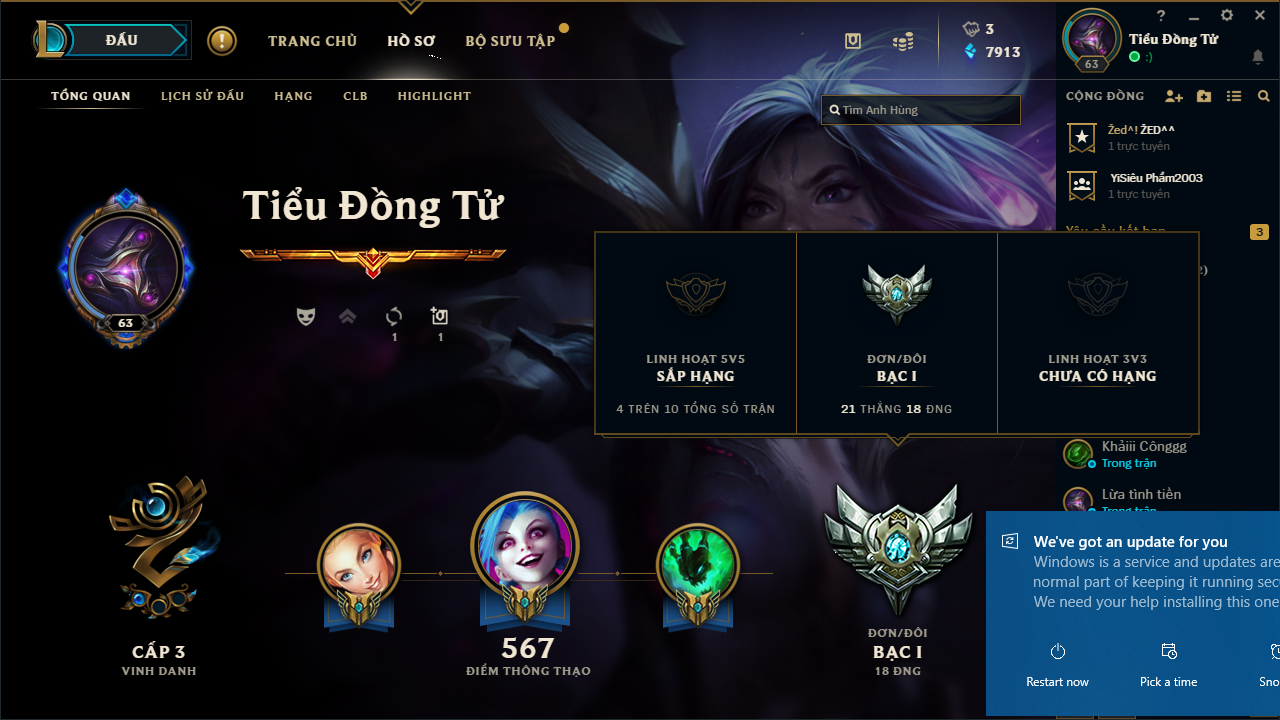 ĐẤU
TRANG CHỦ
HỒ SƠ
BỘ SƯU TẬP
3
7913
?
Tiểu Đồng Tử
:)
63
TỔNG QUAN
LỊCH SỬ ĐẤU
HẠNG
CLB
HIGHLIGHT
Tìm Anh Hùng
CỘNG ĐỒNG
Žed^! ŽED^^
1 trực tuyến
YiSiêu Phẩm2003
1 trực tuyến
Yêu cầu kết bạn
3
Tiểu Đồng Tử
63
1
1
LINH HOẠT 5V5
SẮP HẠNG
4 TRÊN 10 TỔNG SỐ TRẬN
ĐƠN/ĐÔI
BẠC I
21 THẮNG 18 ĐNG
LINH HOẠT 3V3
CHƯA CÓ HẠNG
2)
Khảiii Cônggg
Trong trận
Lừa tình tiền
Trong trận
CẤP 3
VINH DANH
567
ĐIỂM THÔNG THẠO
ĐƠN/ĐÔI
BẠC I
18 ĐNG
We've got an update for you
Windows is a service and updates are
normal part of keeping it running sec
We need your help installing this one
Restart now
Pick a time
Sno